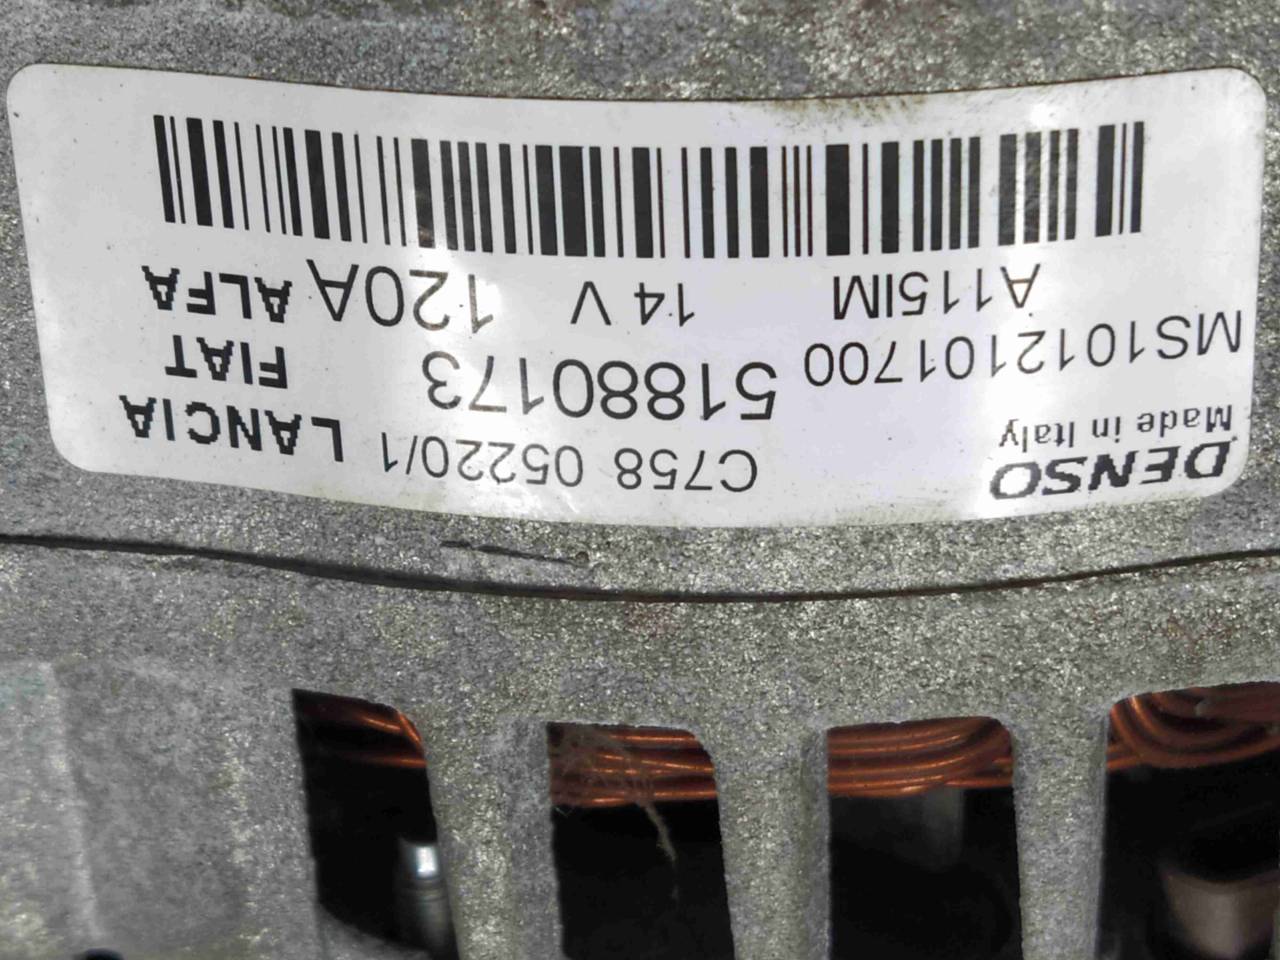 DENSO
Made in Italy
C758 05220/1 LANCIA
MS1012101700 51880173 FIAT
A115IM 14 V 120A ALFA